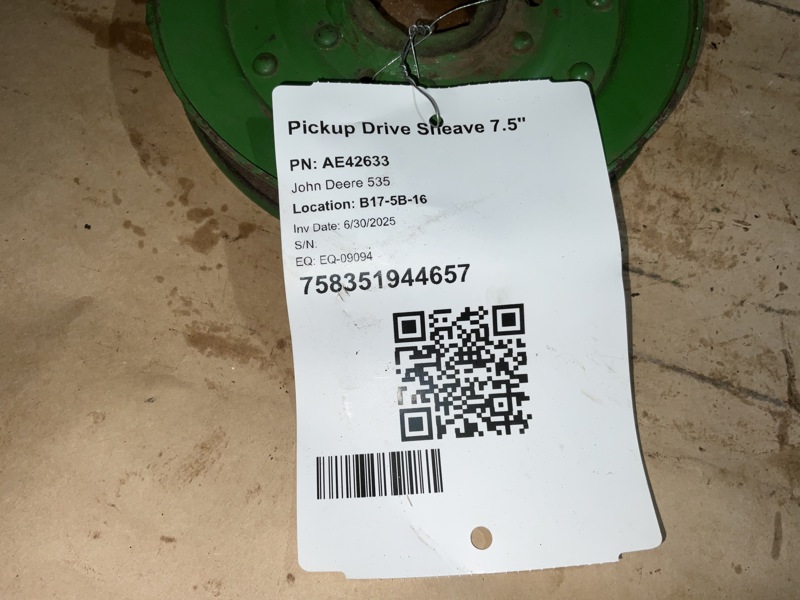 Pickup Drive Sheave 7.5"
PN: AE42633
John Deere 535
Location: B17-5B-16
Inv Date: 6/30/2025
S/N.
EQ: EQ-09094
758351944657